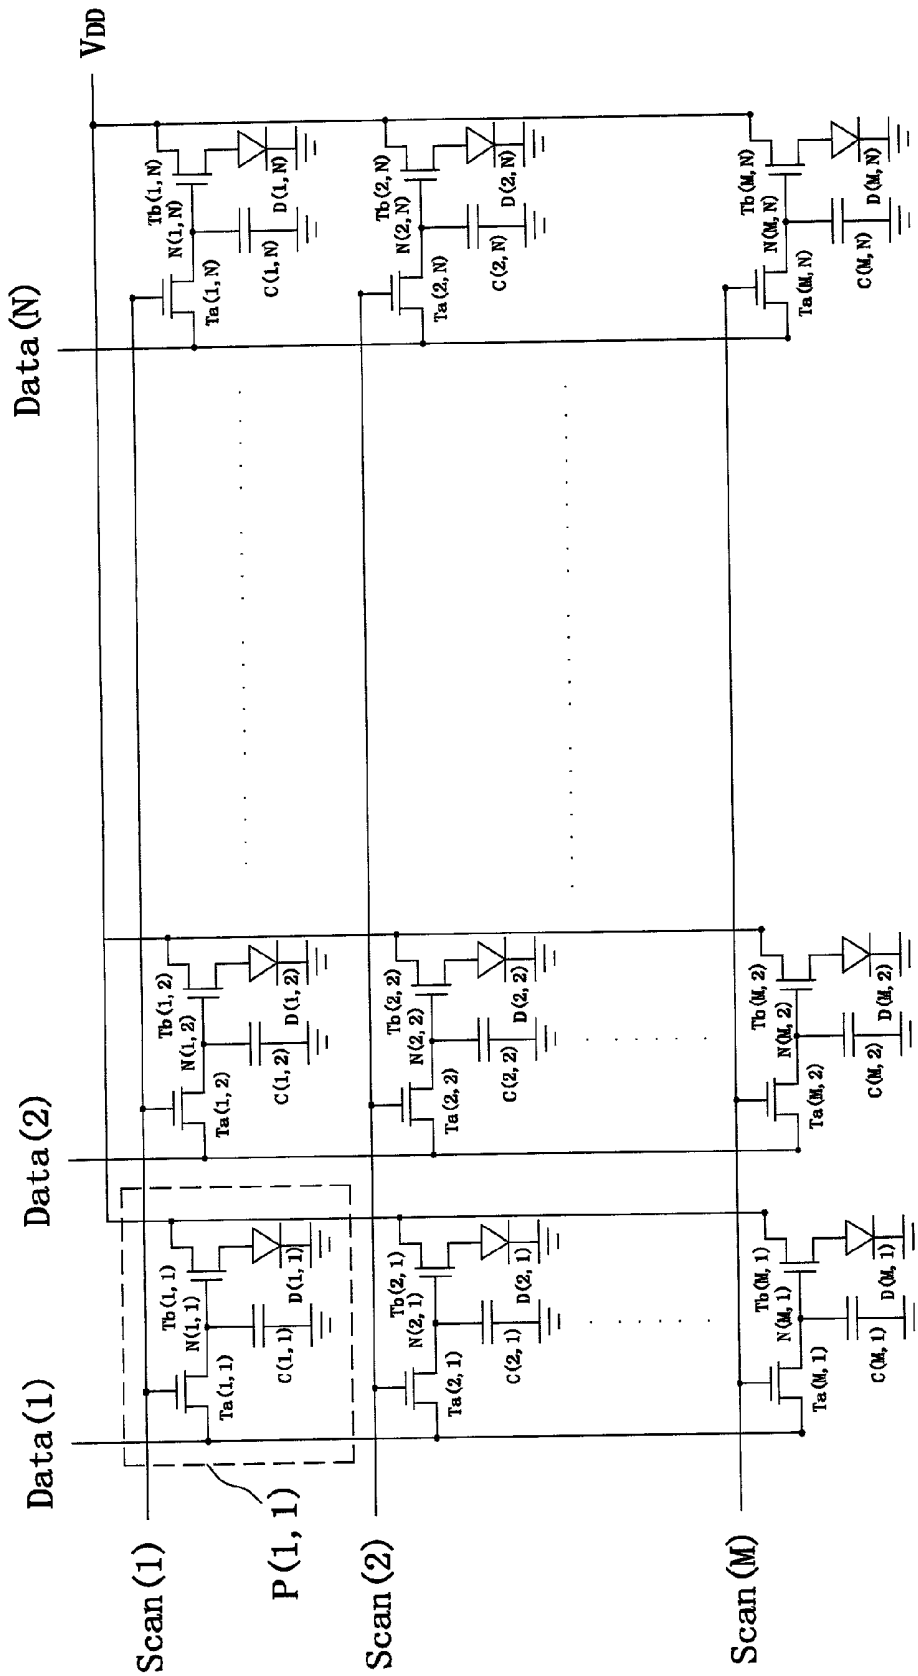 Data(1)
Data(2)
Data(N)
VDD
Scan(1)
Tb(1,1)
N(1,1)
Ta(1,1)
C(1,1)
D(1,1)
Tb(1,2)
N(1,2)
Ta(1,2)
C(1,2)
D(1,2)
Tb(1,N)
N(1,N)
Ta(1,N)
C(1,N)
D(1,N)
P(1,1)
Scan(2)
Tb(2,1)
N(2,1)
Ta(2,1)
C(2,1)
D(2,1)
Tb(2,2)
N(2,2)
Ta(2,2)
C(2,2)
D(2,2)
Tb(2,N)
N(2,N)
Ta(2,N)
C(2,N)
D(2,N)
Scan(M)
Tb(M,1)
N(M,1)
Ta(M,1)
C(M,1)
D(M,1)
Tb(M,2)
N(M,2)
Ta(M,2)
C(M,2)
D(M,2)
Tb(M,N)
N(M,N)
Ta(M,N)
C(M,N)
D(M,N)